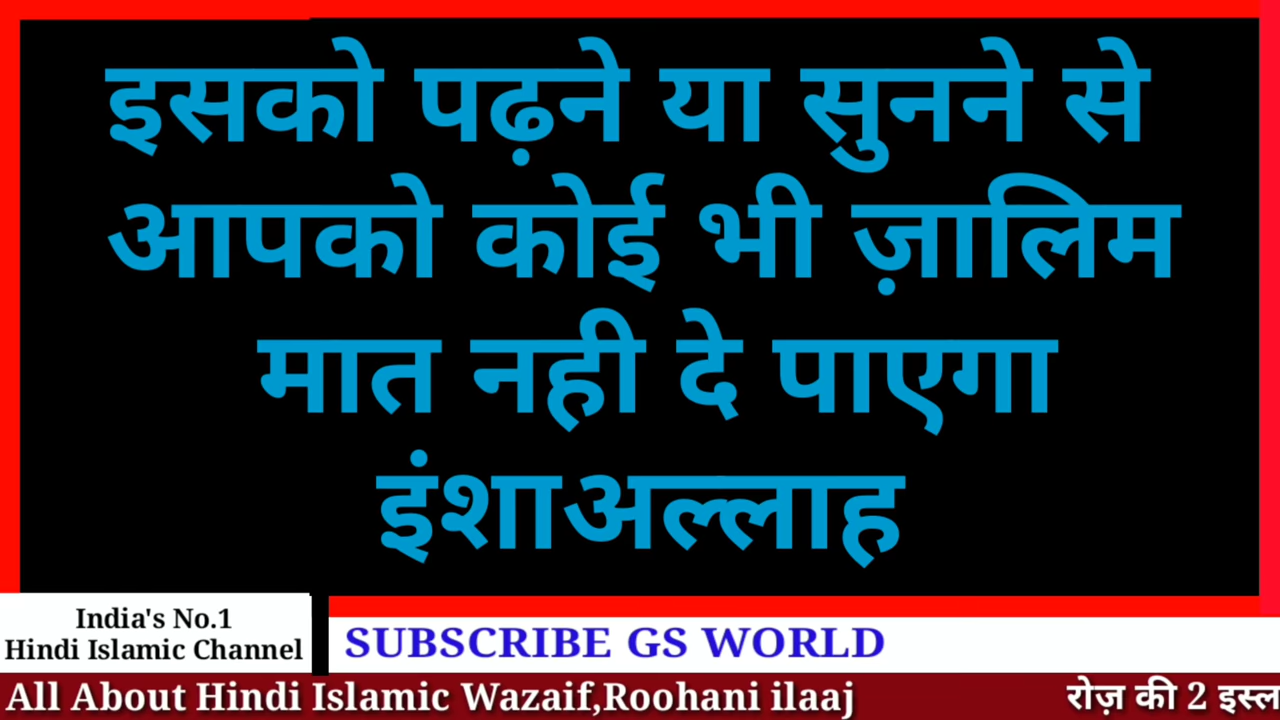 इसको पढ़ने या सुनने से
आपको कोई भी ज़ालिम
मात नही दे पाएगा
इंशाअल्लाह
India's No.1
Hindi Islamic Channel
SUBSCRIBE GS WORLD
All About Hindi Islamic Wazaif,Roohani ilaaj
रोज़ की 2